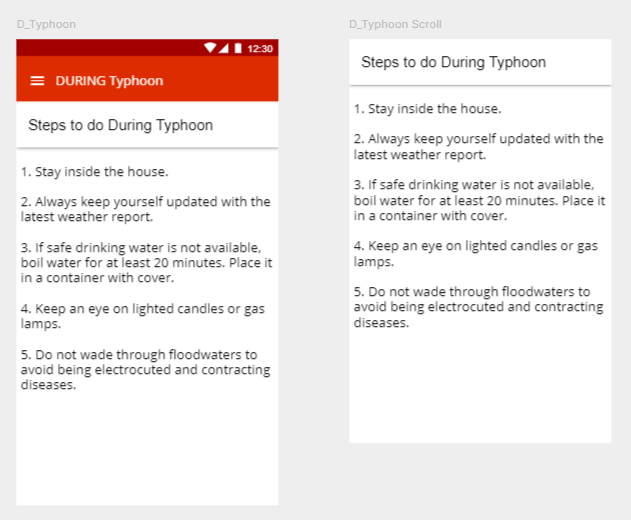 D_Typhoon
12:30
DURING Typhoon
Steps to do During Typhoon
1. Stay inside the house.
2. Always keep yourself updated with the
latest weather report.
3. If safe drinking water is not available,
boil water for at least 20 minutes. Place it
in a container with cover.
4. Keep an eye on lighted candles or gas
lamps.
5. Do not wade through floodwaters to
avoid being electrocuted and contracting
diseases.
D_Typhoon Scroll
Steps to do During Typhoon
1. Stay inside the house.
2. Always keep yourself updated with the
latest weather report.
3. If safe drinking water is not available,
boil water for at least 20 minutes. Place it
in a container with cover.
4. Keep an eye on lighted candles or gas
lamps.
5. Do not wade through floodwaters to
avoid being electrocuted and contracting
diseases.